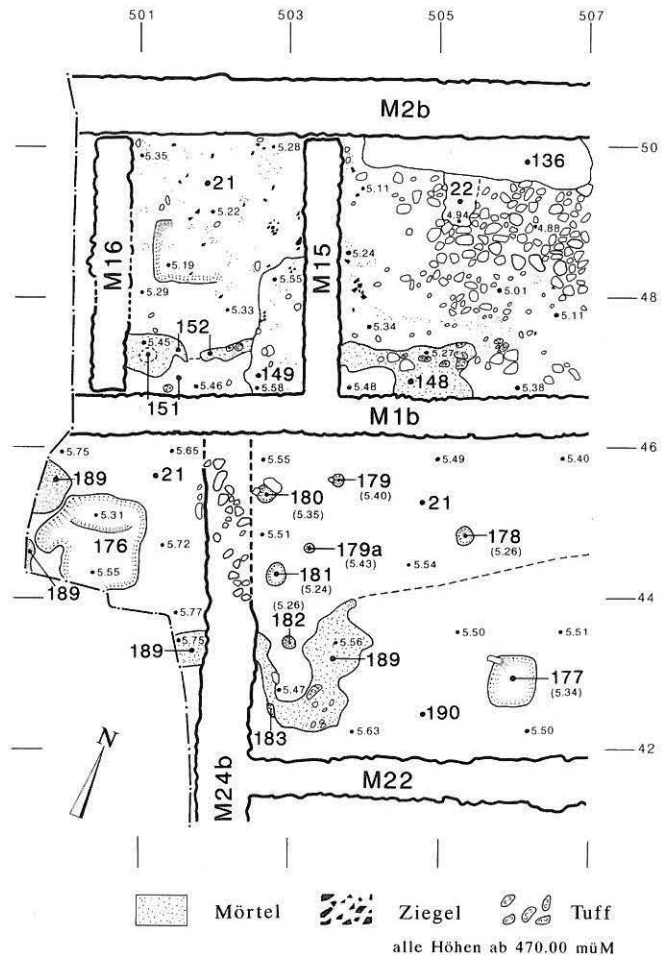 501 503 505 507
M2b
50
5.35 5.28 136
21 5.11 22
5.22 4.94 4.88
M16 M15
5.19 5.24
5.29 5.55 5.01 48
5.33 5.11
5.45 152 5.34 5.27
151 5.46 149 5.58 5.48 148 5.38
M1b
5.75 5.65 46
189 21 5.55 179 5.49 5.40
(5.40)
180 21
(5.35)
5.31 5.51 178
176 5.72 179a (5.26)
(5.43)
5.55 181 5.54
(5.24)
189 44
5.77 (5.26)
182 5.50 5.51
5.75 5.56
189 189 177
(5.34)
5.47 190
183 5.63 5.50
42
N M24b M22
Mörtel Ziegel Tuff
alle Höhen ab 470.00 müM